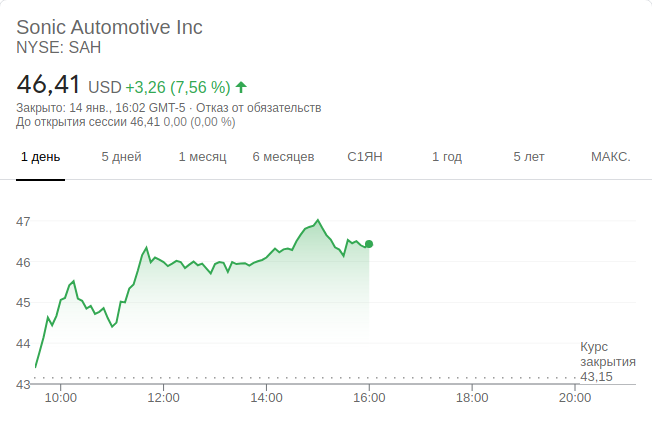 Sonic Automotive Inc
NYSE: SAH
46,41 USD +3,26 (7,56 %)
Закрыто: 14 янв., 16:02 GMT-5 · Отказ от обязательств
До открытия сессии 46,41 0,00 (0,00 %)
1 день 5 дней 1 месяц 6 месяцев С1ЯН 1 год 5 лет МАКС.
47
46
45
44
Курс
закрытия
43,15
43
10:00 12:00 14:00 16:00 18:00 20:00